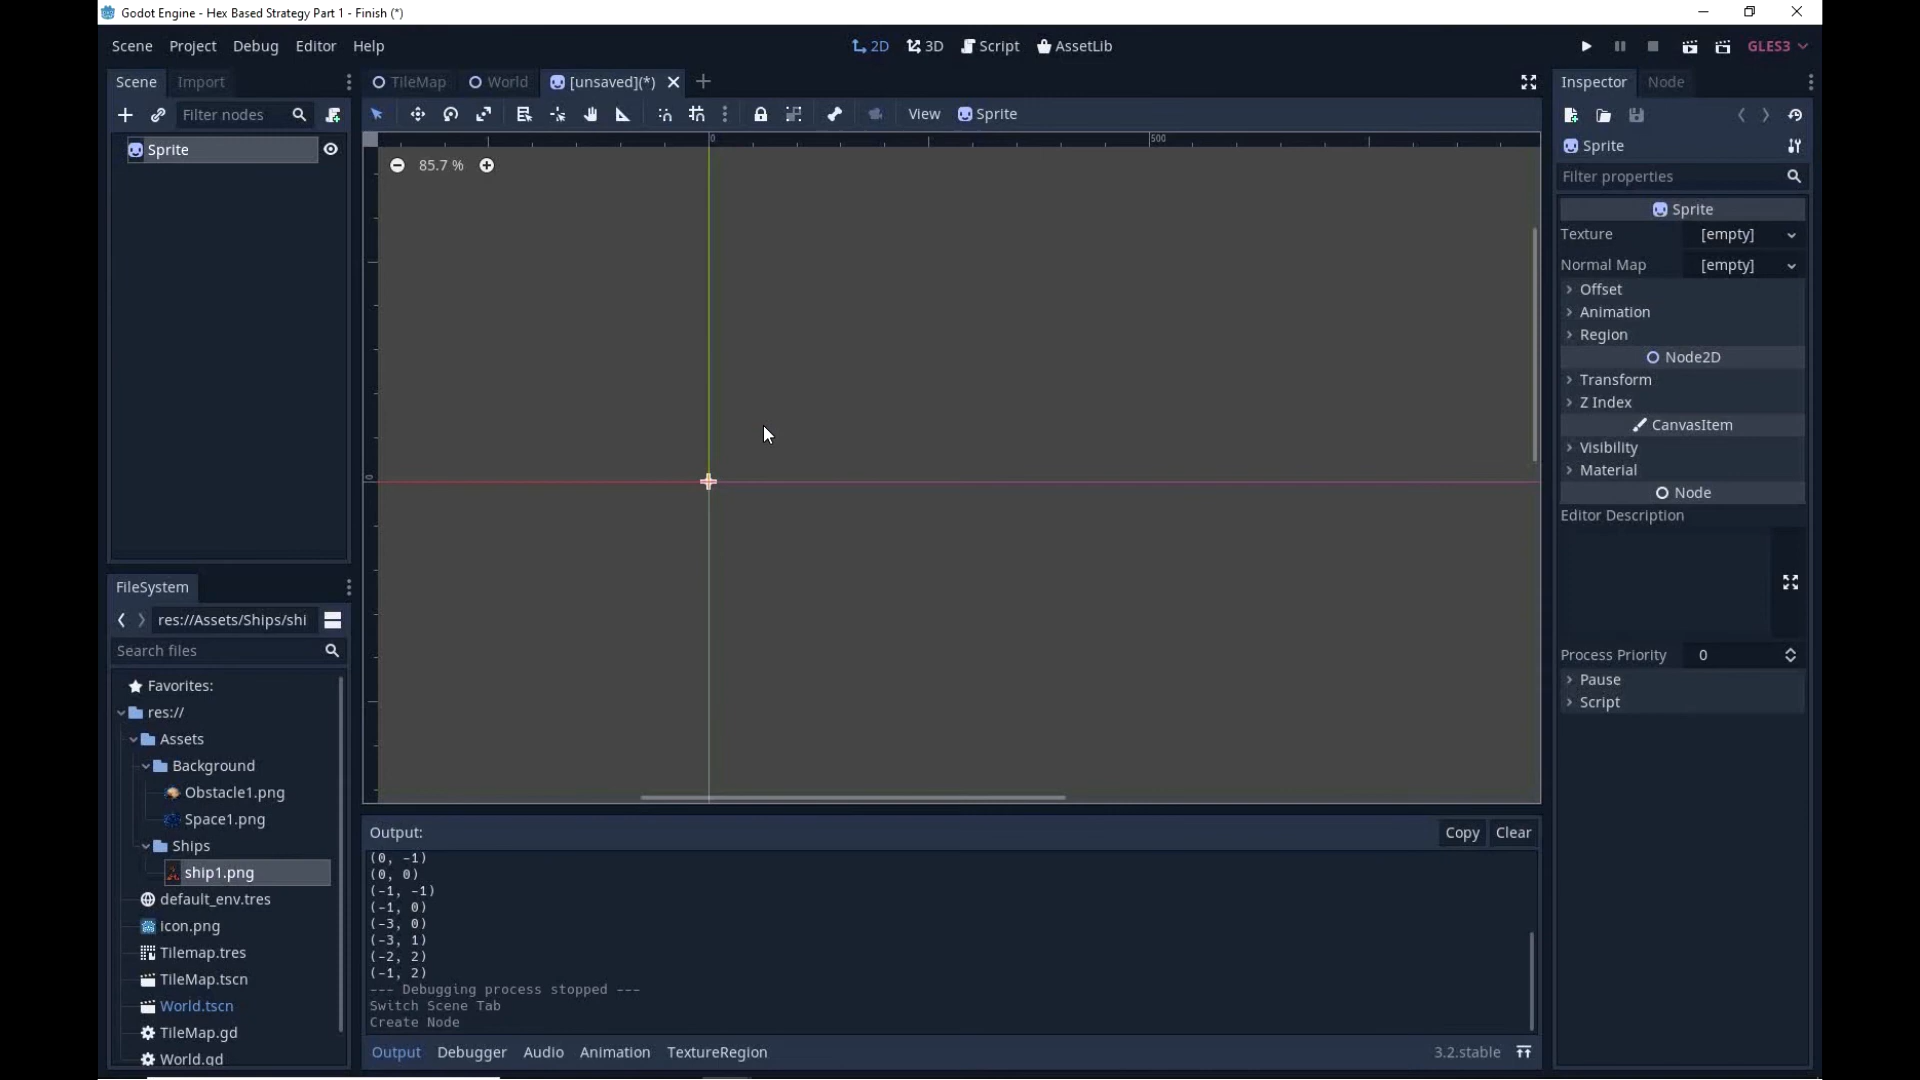 Godot Engine - Hex Based Strategy Part 1 - Finish (*)
Scene Project Debug Editor Help
2D 3D Script AssetLib
GLES3
Scene Import
TileMap World [unsaved](*)
Inspector Node
Filter nodes
View Sprite
Sprite
0 500
85.7 %
0
Sprite
Filter properties
Sprite
Texture [empty]
Normal Map [empty]
Offset
Animation
Region
Node2D
Transform
Z Index
CanvasItem
Visibility
Material
Node
Editor Description
Process Priority 0
Pause
Script
FileSystem
res://Assets/Ships/shi
Search files
Favorites:
res://
Assets
Background
Obstacle1.png
Space1.png
Ships
ship1.png
default_env.tres
icon.png
Tilemap.tres
TileMap.tscn
World.tscn
TileMap.gd
World.gd
Output: Copy Clear
(0, -1)
(0, 0)
(-1, -1)
(-1, 0)
(-3, 0)
(-3, 1)
(-2, 2)
(-1, 2)
--- Debugging process stopped ---
Switch Scene Tab
Create Node
Output Debugger Audio Animation TextureRegion 3.2.stable